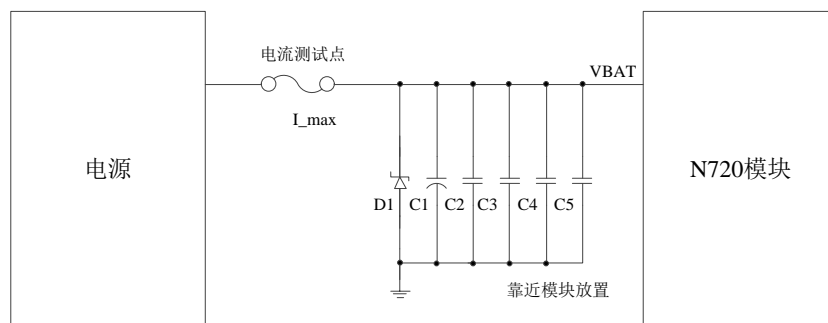 电流测试点
VBAT
I_max
电源
N720模块
D1 C1 C2 C3 C4 C5
靠近模块放置